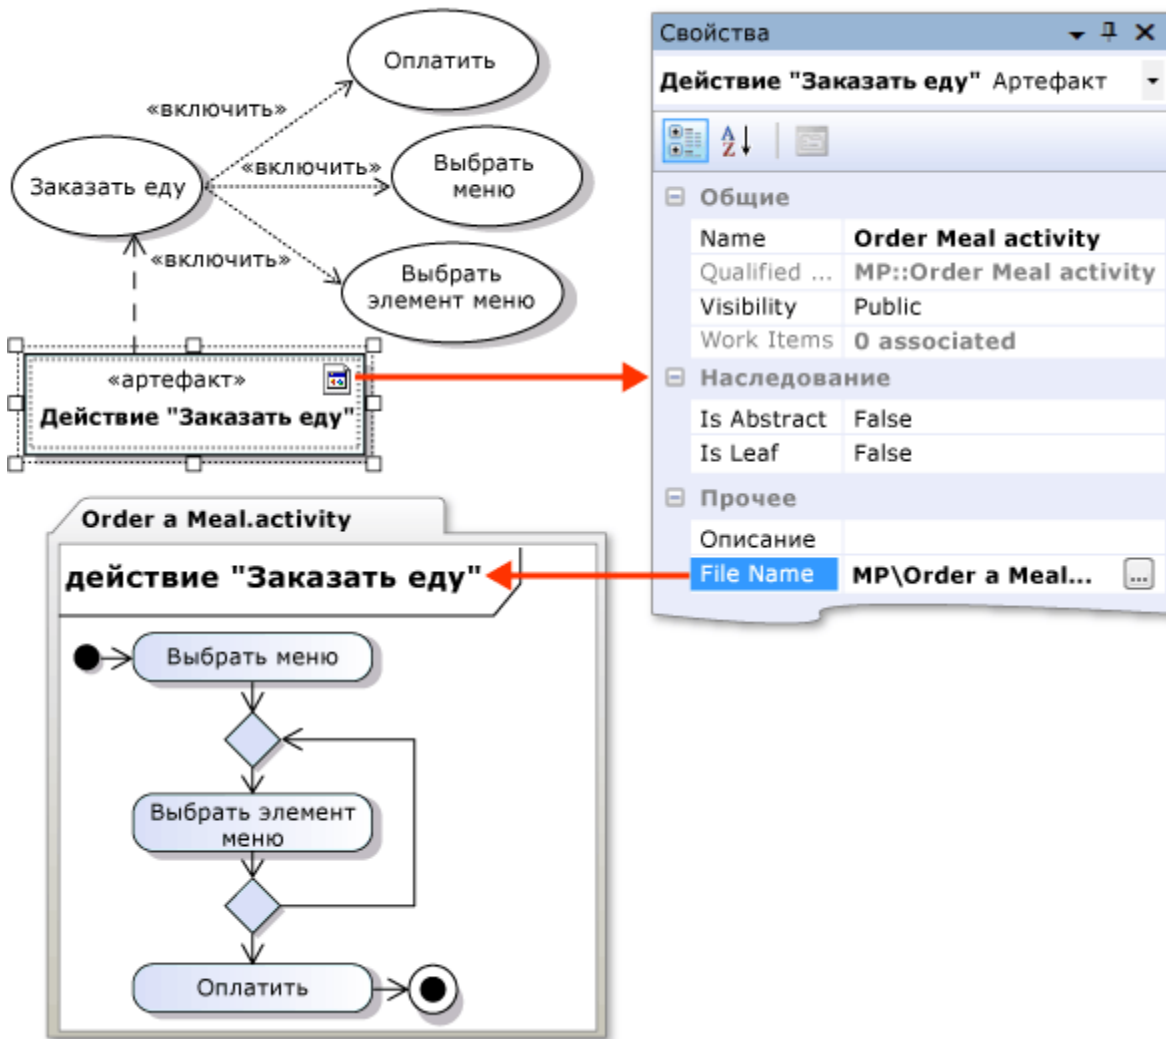 Оплатить
«включить»
Заказать еду
«включить»
Выбрать
меню
«включить»
Выбрать
элемент меню
«артефакт»
Действие "Заказать еду"
Свойства
Действие "Заказать еду" Артефакт
A
Z
Общие
Name Order Meal activity
Qualified ... MP::Order Meal activity
Visibility Public
Work Items 0 associated
Наследование
Is Abstract False
Is Leaf False
Прочее
Описание
File Name MP\Order a Meal... ...
Order a Meal.activity
действие "Заказать еду"
Выбрать меню
Выбрать элемент
меню
Оплатить